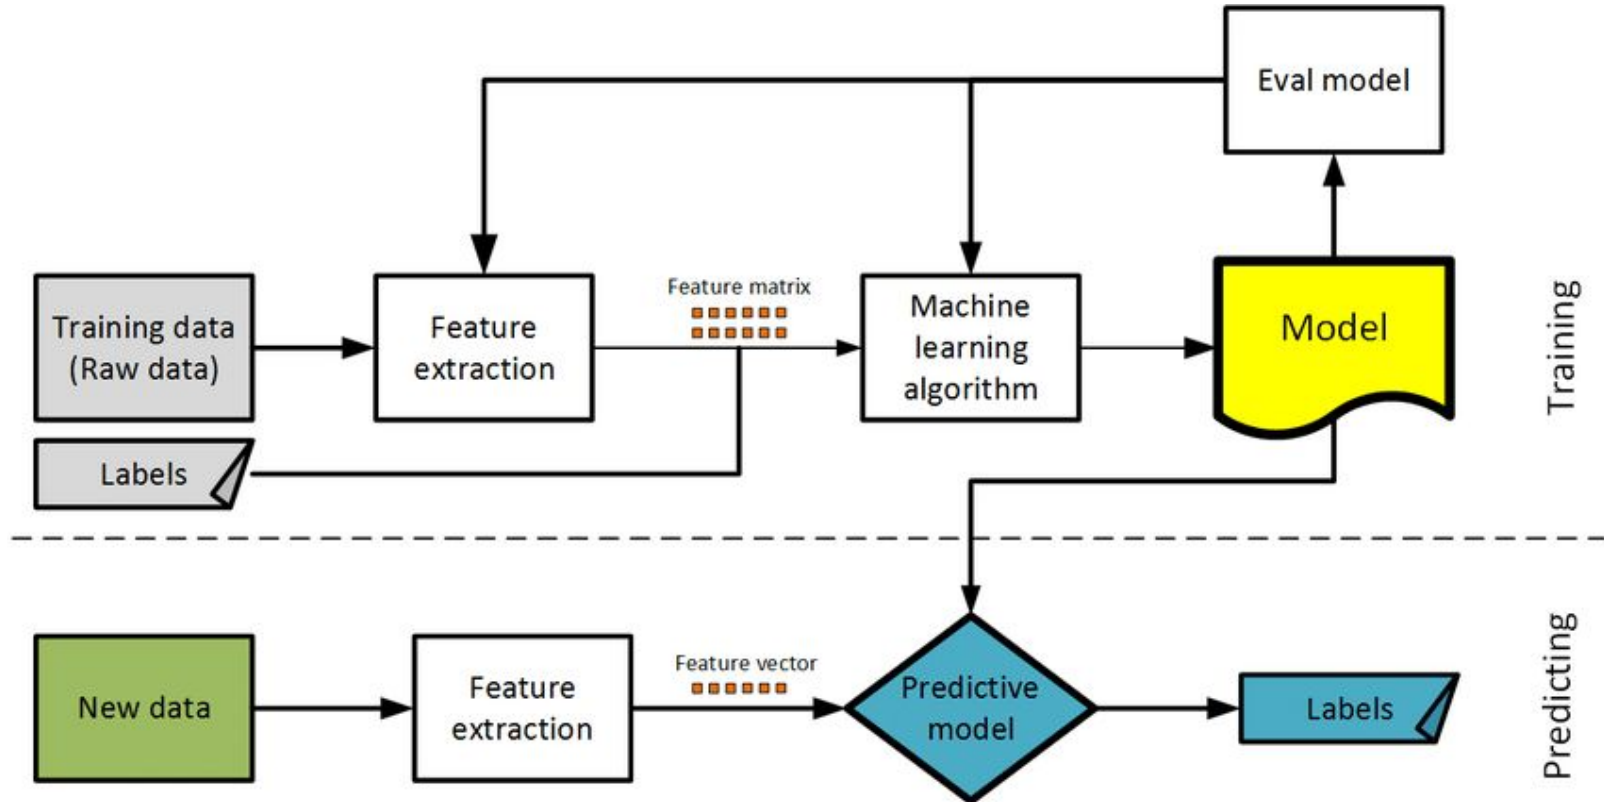 Eval model
Feature matrix
Training data
(Raw data)
Feature
extraction
Machine
learning
algorithm
Model
Training
Labels
New data
Feature
extraction
Feature vector
Predictive
model
Labels
Predicting